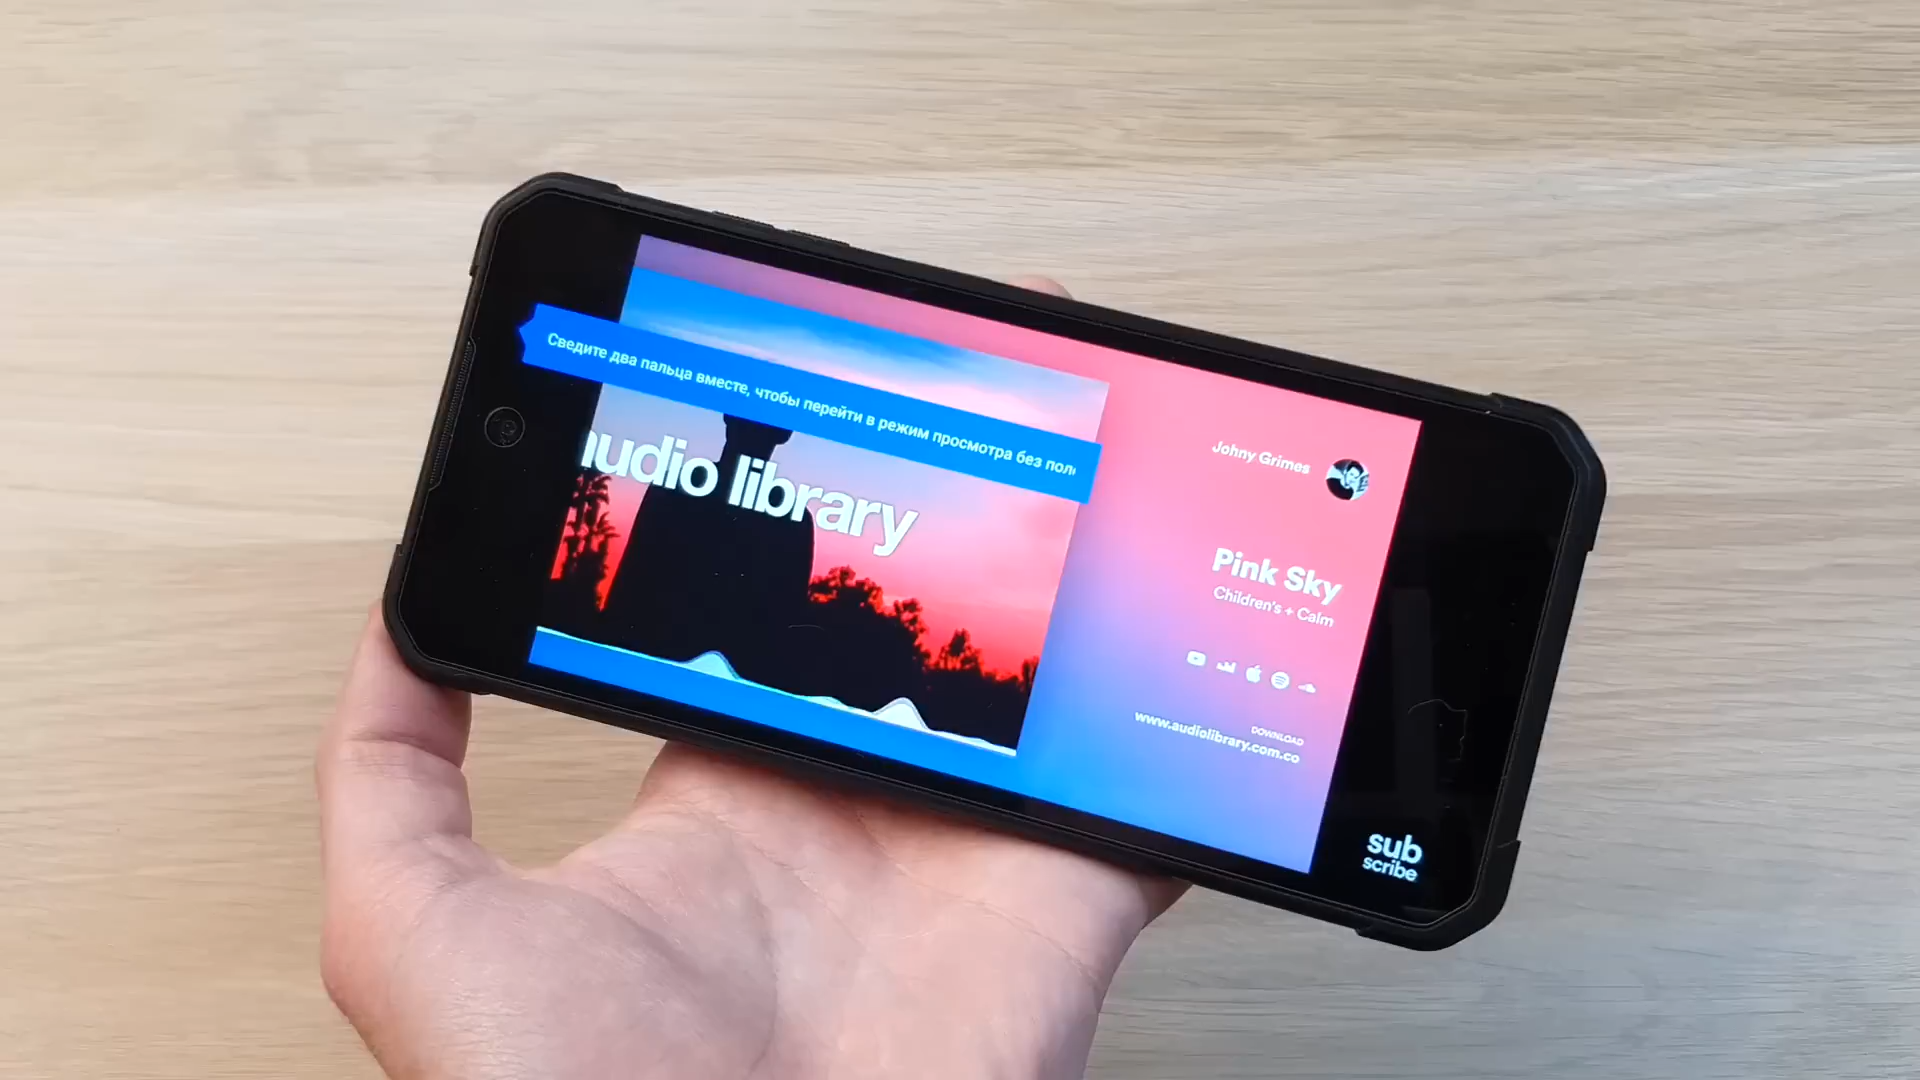 Сведите два пальца вместе, чтобы перейти в режим просмотра без
audio library
Johny Grimes
Pink Sky
Children's + Calm
DOWNLOAD
www.audiolibrary.com.co
sub
scribe